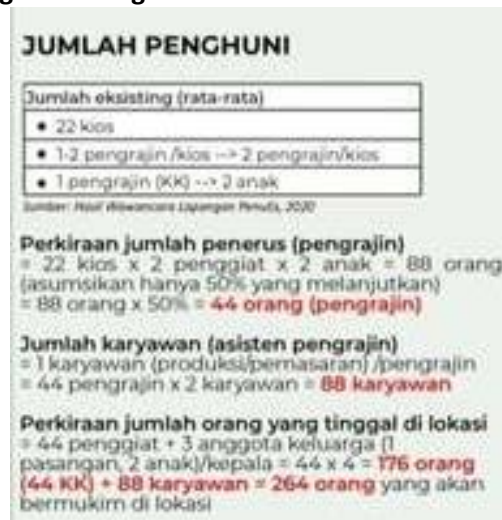 JUMLAH PENGHUNI
Jumlah eksisting (rata-rata)
• 22 kios
• 1-2 pengrajin /kios --> 2 pengrajin/kios
• 1 pengrajin (KK) --> 2 anak
Sumber: Hasil Wawancara Lapangan Penulis, 2020
Perkiraan jumlah penerus (pengrajin)
= 22 kios x 2 penggiat x 2 anak = 88 orang
(asumsikan hanya 50% yang melanjutkan)
= 88 orang x 50% = 44 orang (pengrajin)
Jumlah karyawan (asisten pengrajin)
= 1 karyawan (produksi/pemasaran) /pengrajin
= 44 pengrajin x 2 karyawan = 88 karyawan
Perkiraan jumlah orang yang tinggal di lokasi
= 44 penggiat + 3 anggota keluarga (1
pasangan, 2 anak)/kepala = 44 x 4 = 176 orang
(44 KK) + 88 karyawan = 264 orang yang akan
bermukim di lokasi